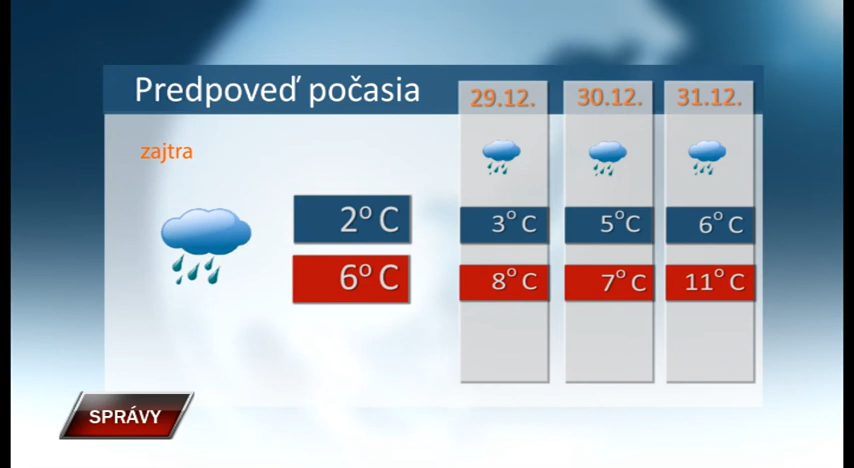 Predpoveď počasia
zajtra
2° C
6° C
29.12.
3° C
8° C
30.12.
5°C
7° C
31.12.
6° C
11° C
SPRÁVY